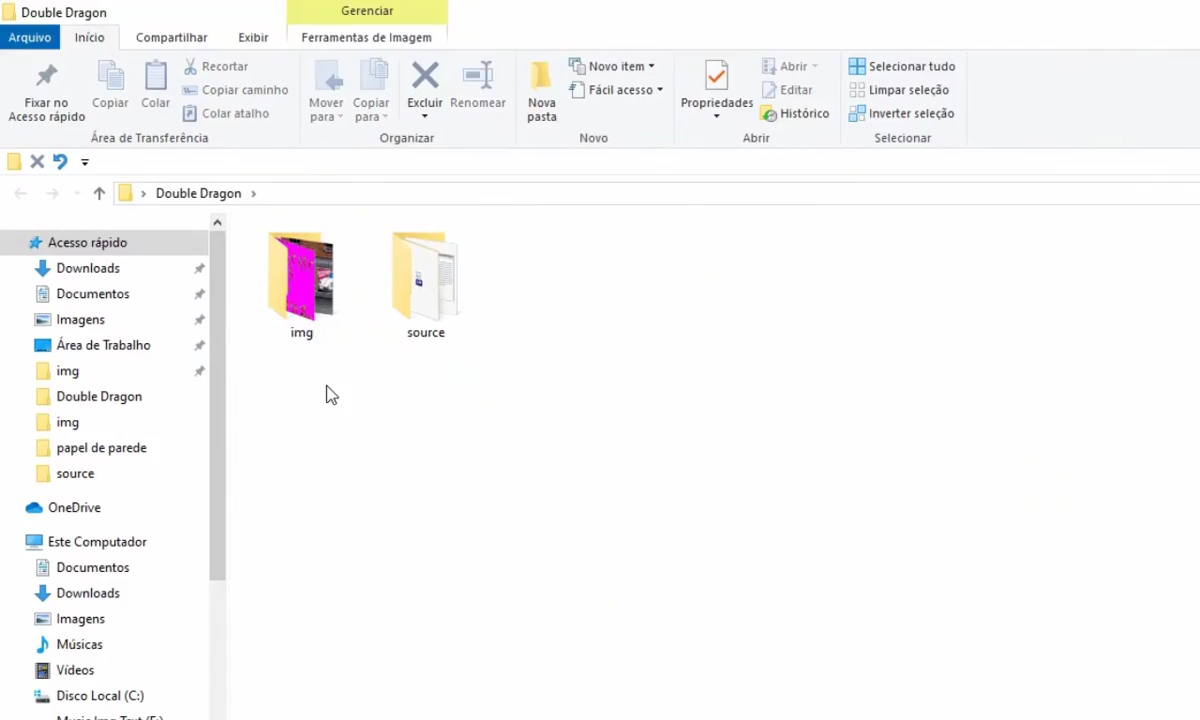 Double Dragon
Gerenciar
Arquivo Início Compartilhar Exibir Ferramentas de Imagem
Fixar no Acesso rápido
Copiar
Colar
Recortar
Copiar caminho
Colar atalho
Área de Transferência
Mover para
Copiar para
Excluir
Renomear
Organizar
Nova pasta
Novo item
Fácil acesso
Novo
Propriedades
Abrir
Editar
Histórico
Abrir
Selecionar tudo
Limpar seleção
Inverter seleção
Selecionar
Double Dragon
Acesso rápido
Downloads
Documentos
Imagens
Área de Trabalho
img
Double Dragon
img
papel de parede
source
OneDrive
Este Computador
Documentos
Downloads
Imagens
Músicas
Vídeos
Disco Local (C:)
img
source